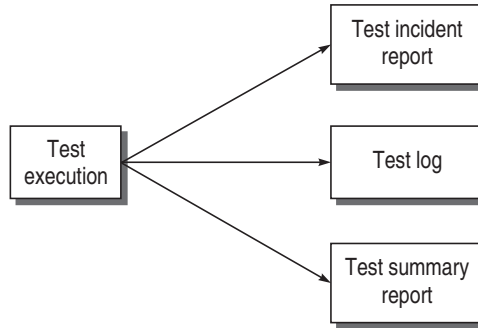 Test incident
report
Test
execution
Test log
Test summary
report